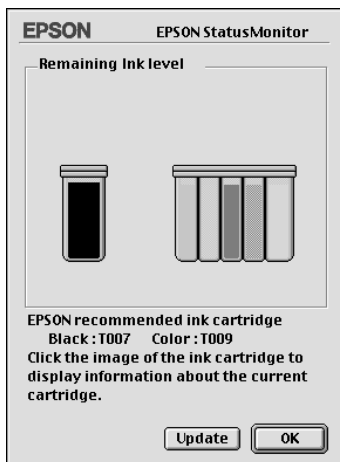 EPSON EPSON StatusMonitor
Remaining Ink level
EPSON recommended ink cartridge
Black : T007 Color : T009
Click the image of the ink cartridge to
display information about the current
cartridge.
Update OK